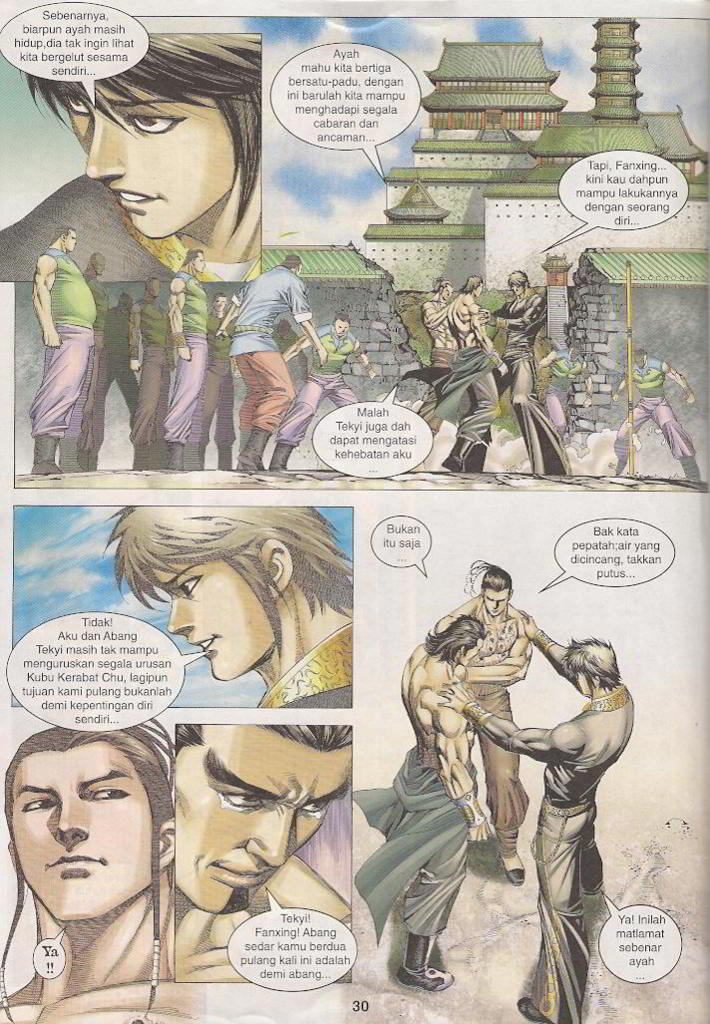 Sebenarnya,
biarpun ayah masih
hidup,dia tak ingin lihat
kita bergelut sesama
sendiri...
Ayah
mahu kita bertiga
bersatu-padu, dengan
ini barulah kita mampu
menghadapi segala
cabaran dan
ancaman...
Tapi, Fanxing...
kini kau dahpun
mampu lakukannya
dengan seorang
diri...
Malah
Tekyi juga dah
dapat mengatasi
kehebatan aku
...
Tidak!
Aku dan Abang
Tekyi masih tak mampu
menguruskan segala urusan
Kubu Kerabat Chu, lagipun
tujuan kami pulang bukanlah
demi kepentingan diri
sendiri...
Bukan
itu saja
...
Bak kata
pepatah;air yang
dicincang, takkan
putus...
Ya
!!
Tekyi!
Fanxing! Abang
sedar kamu berdua
pulang kali ini adalah
demi abang...
Ya! Inilah
matlamat
sebenar
ayah
...
30